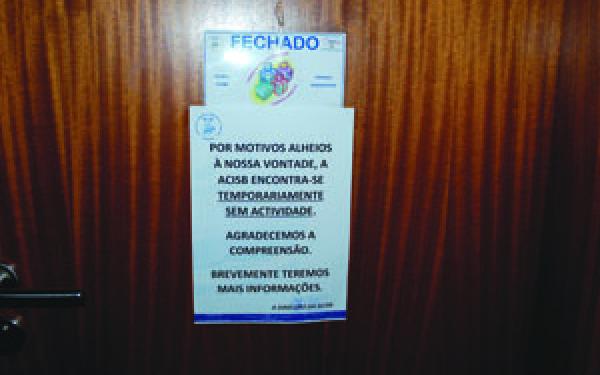 FECHADO
POR MOTIVOS ALHEIOS
À NOSSA VONTADE, A
ACISB ENCONTRA-SE
TEMPORARIAMENTE
SEM ACTIVIDADE.
AGRADECEMOS A
COMPREENSÃO.
BREVEMENTE TEREMOS
MAIS INFORMAÇÕES.